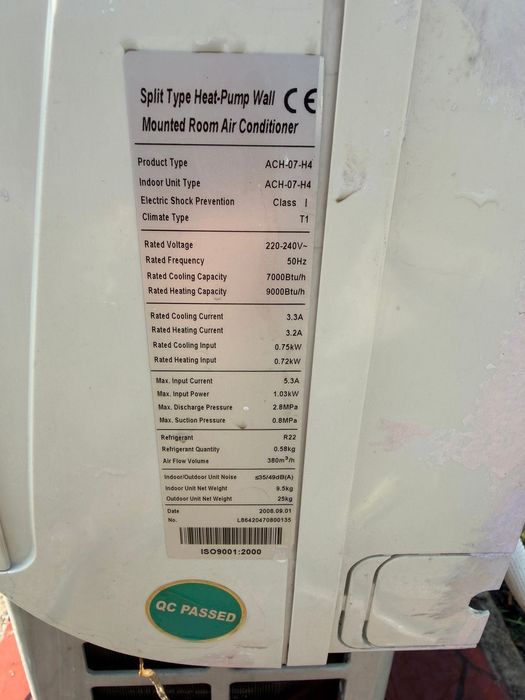 Split Type Heat-Pump Wall CE
Mounted Room Air Conditioner
Product Type ACH-07-H4
Indoor Unit Type ACH-07-H4
Electric Shock Prevention Class I
Climate Type T1
Rated Voltage 220-240V~
Rated Frequency 50Hz
Rated Cooling Capacity 7000Btu/h
Rated Heating Capacity 9000Btu/h
Rated Cooling Current 3.3A
Rated Heating Current 3.2A
Rated Cooling Input 0.75kW
Rated Heating Input 0.72kW
Max. Input Current 5.3A
Max. Input Power 1.03kW
Max. Discharge Pressure 2.8MPa
Max. Suction Pressure 0.8MPa
Refrigerant R22
Refrigerant Quantity 0.58kg
Air Flow Volume 380m³/h
Indoor/Outdoor Unit Noise ≤35/49dB(A)
Indoor Unit Net Weight 9.5kg
Outdoor Unit Net Weight 25kg
Date 2008.09.01
No. L86420470800135
ISO9001:2000
QC PASSED